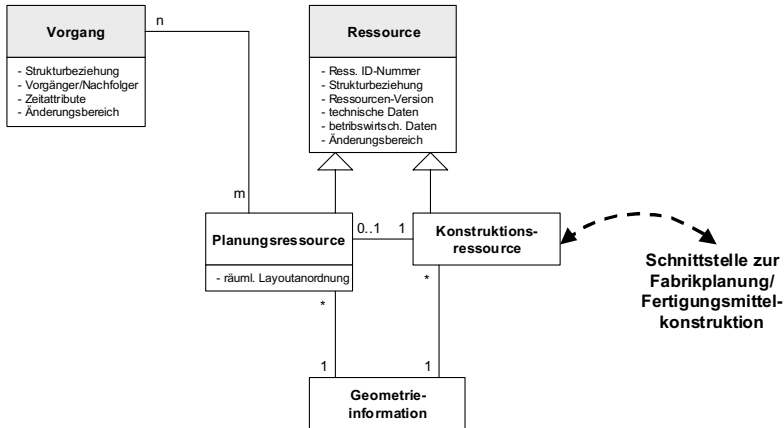 Vorgang
- Strukturbeziehung
- Vorgänger/Nachfolger
- Zeitattribute
- Änderungsbereich
n
m
Ressource
- Ress. ID-Nummer
- Strukturbeziehung
- Ressourcen-Version
- technische Daten
- betribswirtsch. Daten
- Änderungsbereich
Planungsressource
- räuml. Layoutanordnung
0..1
1
Konstruktions-
ressource
Schnittstelle zur
Fabrikplanung/
Fertigungsmittel-
konstruktion
*
*
1
1
Geometrie-
information